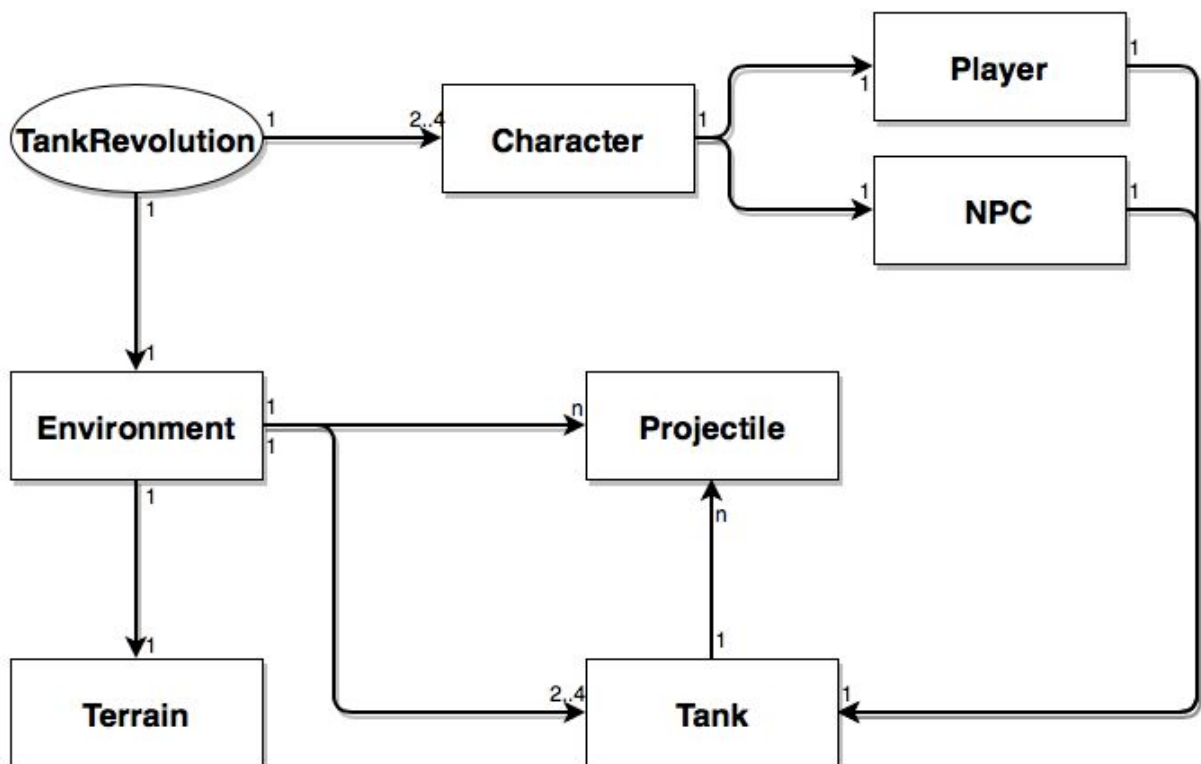 Player
1
1
TankRevolution
1
2..4
Character
1
1
1
NPC
1
1
Environment
1
1
n
Projectile
1
n
1
1
Terrain
2..4
Tank
1